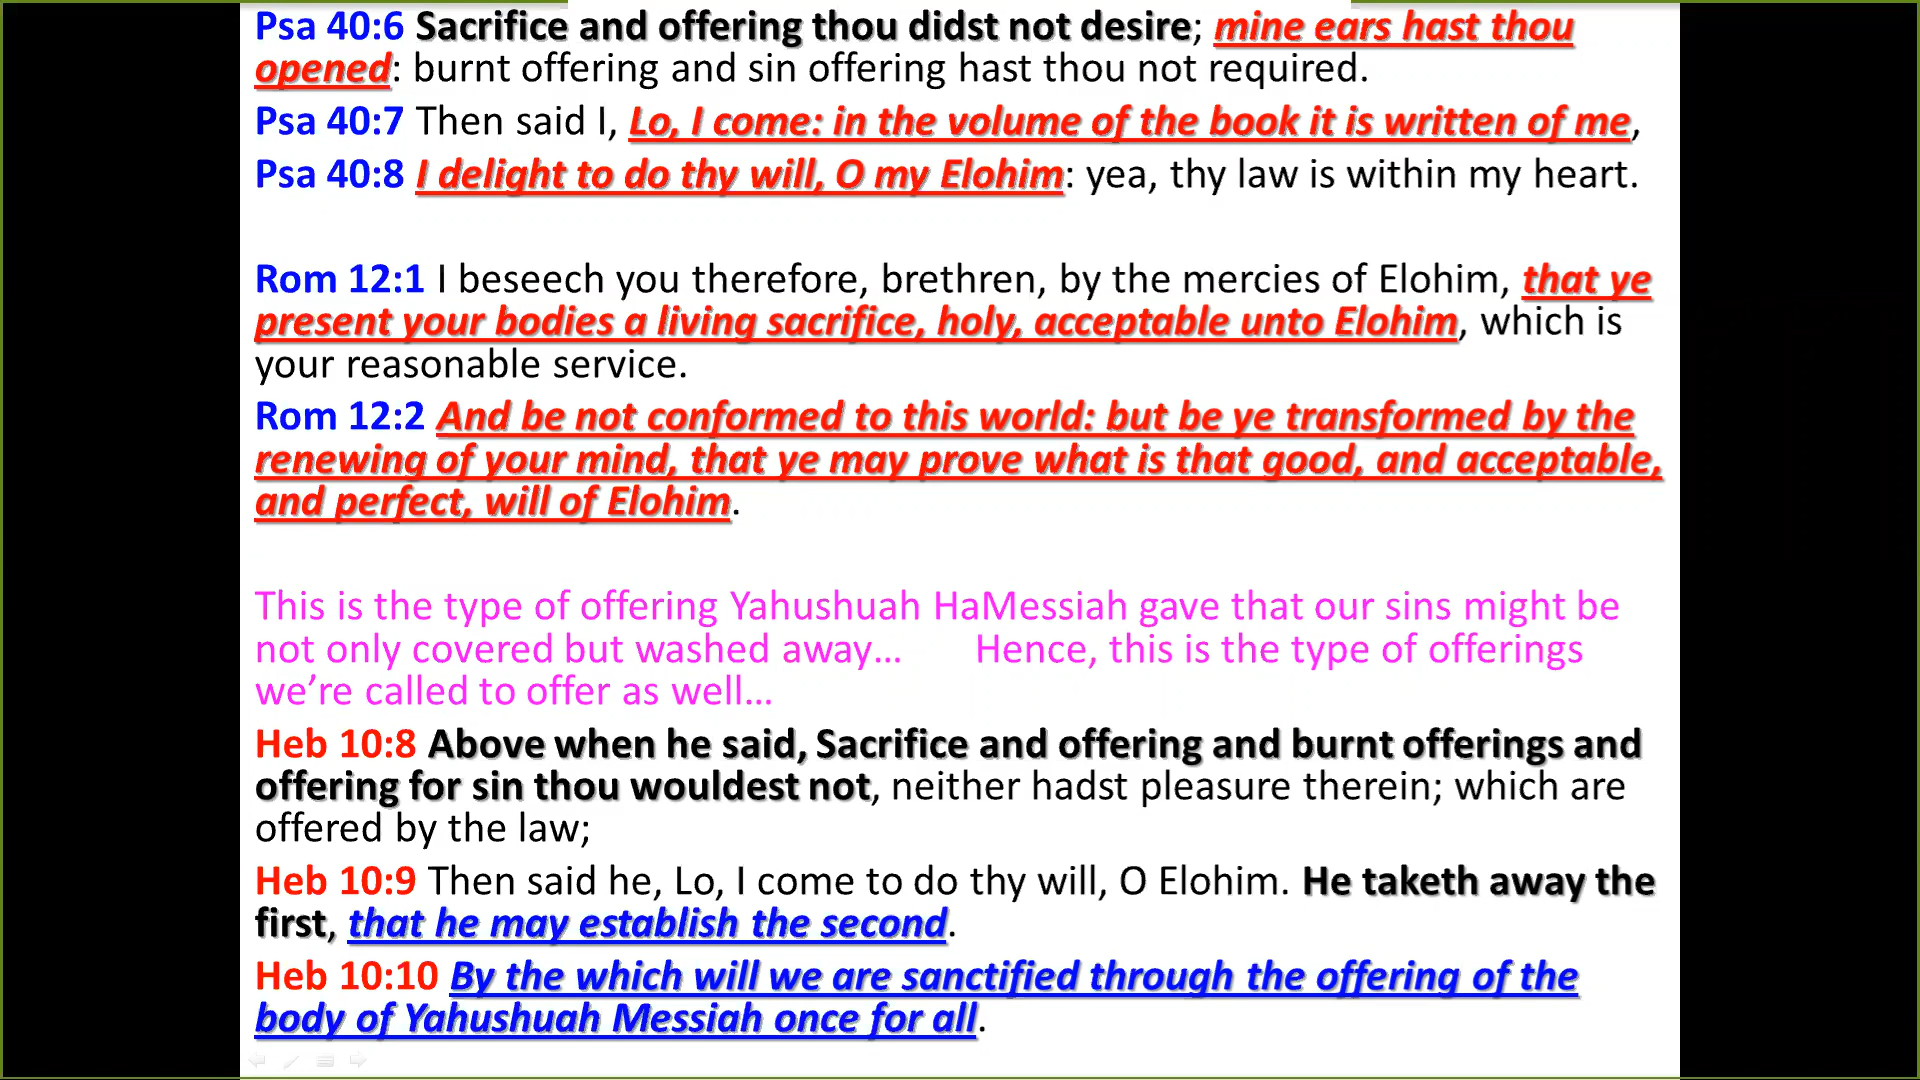 Psa 40:6 Sacrifice and offering thou didst not desire; mine ears hast thou
opened: burnt offering and sin offering hast thou not required.
Psa 40:7 Then said I, Lo, I come: in the volume of the book it is written of me,
Psa 40:8 I delight to do thy will, O my Elohim: yea, thy law is within my heart.
Rom 12:1 I beseech you therefore, brethren, by the mercies of Elohim, that ye
present your bodies a living sacrifice, holy, acceptable unto Elohim, which is
your reasonable service.
Rom 12:2 And be not conformed to this world: but be ye transformed by the
renewing of your mind, that ye may prove what is that good, and acceptable,
and perfect, will of Elohim.
This is the type of offering Yahushuah HaMessiah gave that our sins might be
not only covered but washed away… Hence, this is the type of offerings
we’re called to offer as well…
Heb 10:8 Above when he said, Sacrifice and offering and burnt offerings and
offering for sin thou wouldest not, neither hadst pleasure therein; which are
offered by the law;
Heb 10:9 Then said he, Lo, I come to do thy will, O Elohim. He taketh away the
first, that he may establish the second.
Heb 10:10 By the which will we are sanctified through the offering of the
body of Yahushuah Messiah once for all.